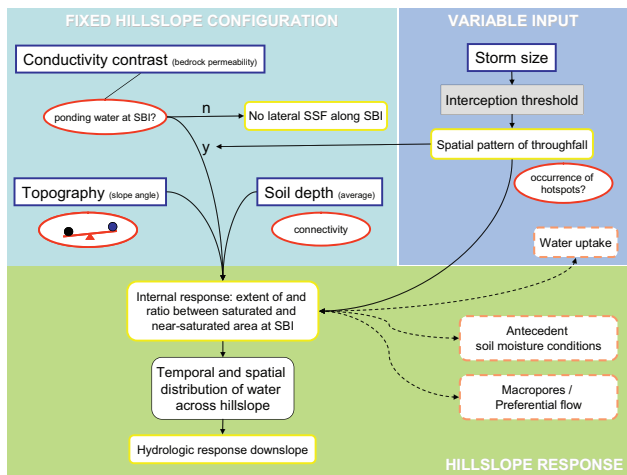 FIXED HILLSLOPE CONFIGURATION
VARIABLE INPUT
Conductivity contrast (bedrock permeability)
Storm size
Interception threshold
ponding water at SBI?
n
No lateral SSF along SBI
y
Spatial pattern of throughfall
occurrence of
hotspots?
Topography (slope angle)
Soil depth (average)
connectivity
Water uptake
Internal response: extent of and
ratio between saturated and
near-saturated area at SBI
Antecedent
soil moisture conditions
Temporal and spatial
distribution of water
across hillslope
Macropores /
Preferential flow
Hydrologic response downslope
HILLSLOPE RESPONSE